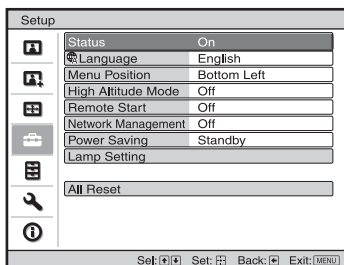 Setup
Status On
Language English
Menu Position Bottom Left
High Altitude Mode Off
Remote Start Off
Network Management Off
Power Saving Standby
Lamp Setting
All Reset
Sel: Set: Back: Exit: MENU